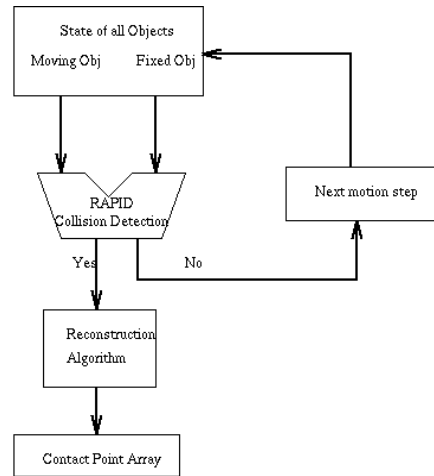 State of all Objects
Moving Obj Fixed Obj
RAPID
Collision Detection
Next motion step
Yes No
Reconstruction
Algorithm
Contact Point Array